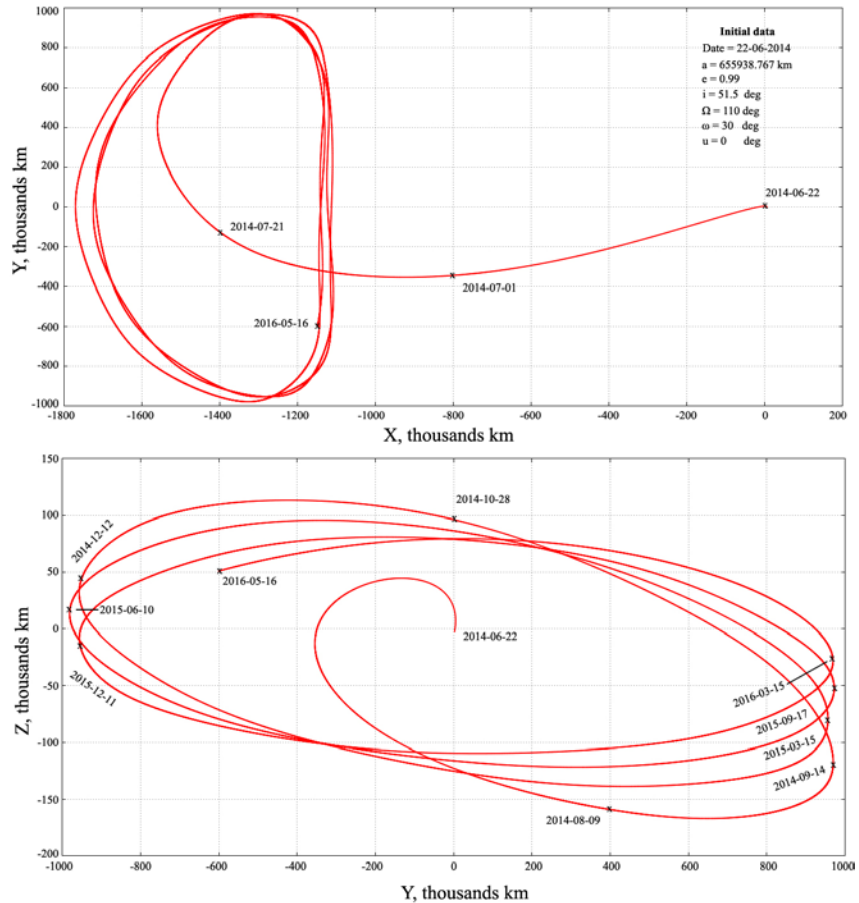 1000
800
600
400
200
0
-200
-400
-600
-800
-1000
Y, thousands km
Initial data
Date = 22-06-2014
a = 655938.767 km
e = 0.99
i = 51.5 deg
Ω = 110 deg
ω = 30 deg
u = 0 deg
2014-06-22
2014-07-21
2014-07-01
2016-05-16
-1800 -1600 -1400 -1200 -1000 -800 -600 -400 -200 0 200
X, thousands km
150
100
50
0
-50
-100
-150
-200
Z, thousands km
2014-10-28
2014-12-12
2016-05-16
2015-06-10
2014-06-22
2015-12-11
2016-03-15
2015-09-17
2015-03-15
2014-09-14
2014-08-09
-1000 -800 -600 -400 -200 0 200 400 600 800 1000
Y, thousands km